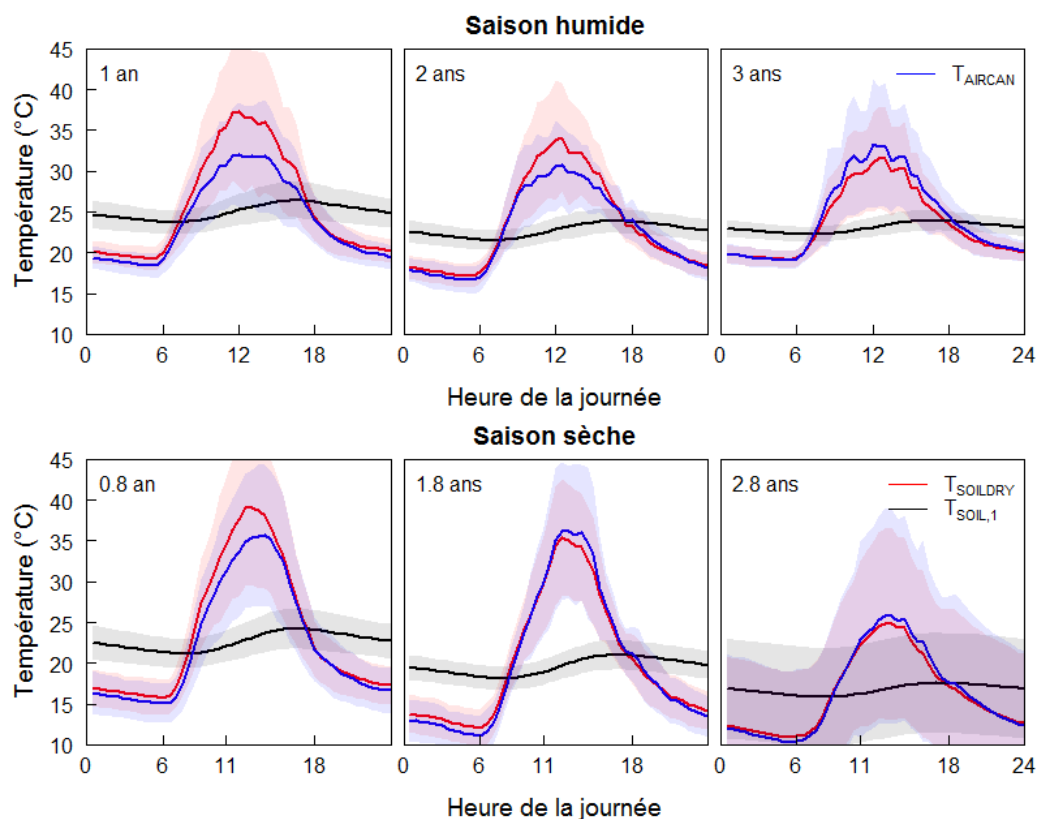 Saison humide
Température (°C)
45
40
35
30
25
20
15
10
1 an
2 ans
3 ans
T_AIRCAN
0 6 12 18 0 6 12 18 0 6 12 18 24
Heure de la journée
Saison sèche
Température (°C)
45
40
35
30
25
20
15
10
0.8 an
1.8 ans
2.8 ans
T_SOILDRY
T_SOIL,1
0 6 11 18 0 6 11 18 0 6 11 18 24
Heure de la journée